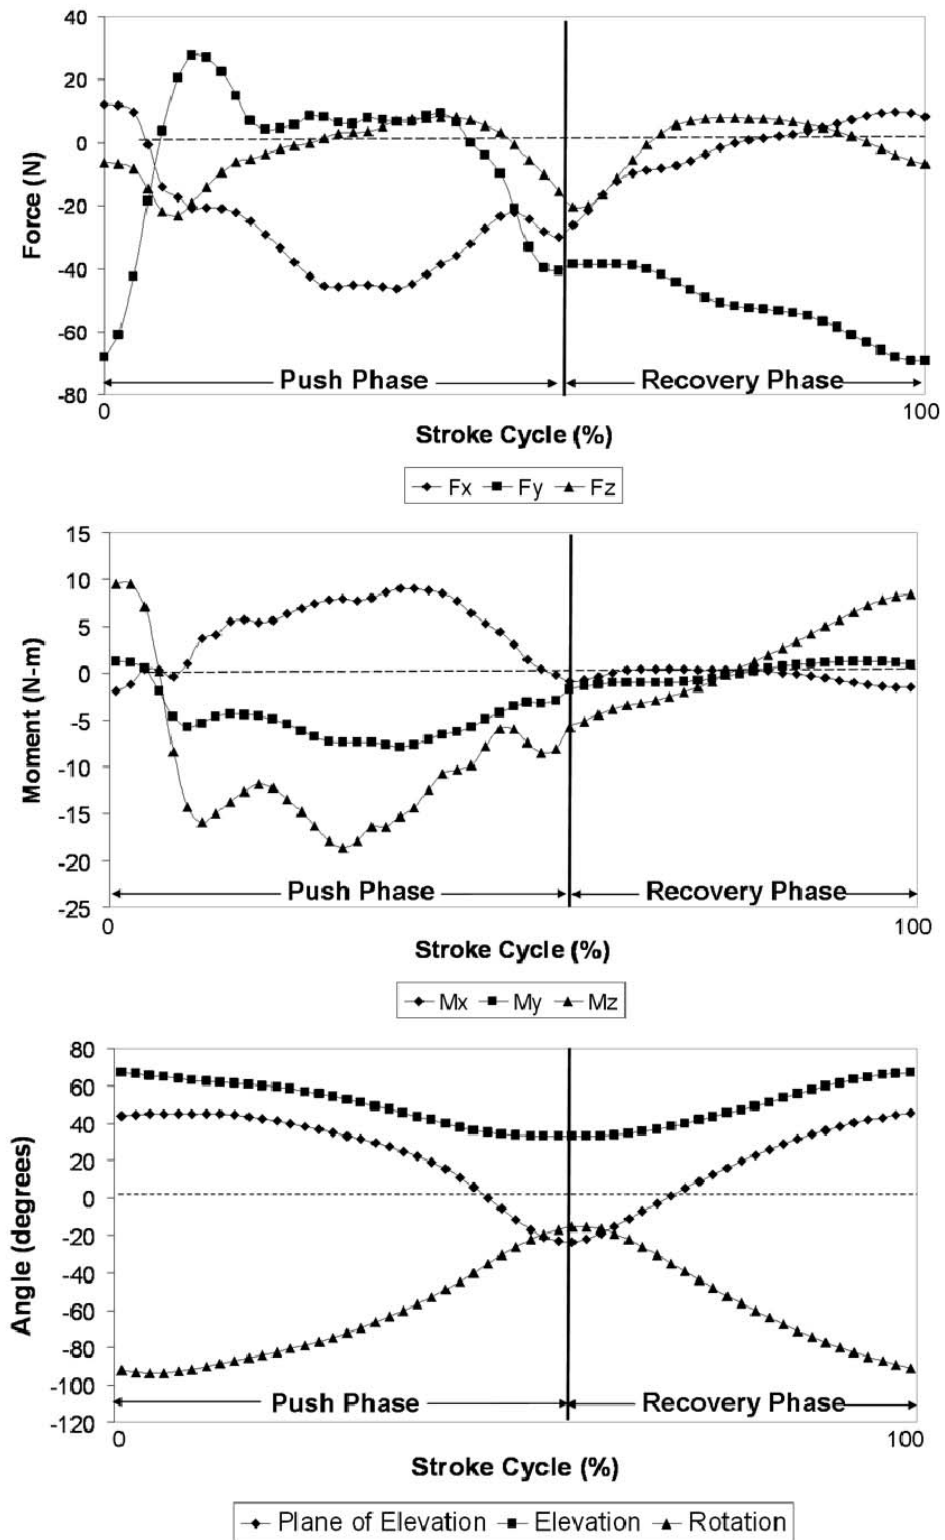 40
20
0
-20
-40
-60
-80
Force (N)
Push Phase
Recovery Phase
0
100
Stroke Cycle (%)
Fx Fy Fz
15
10
5
0
-5
-10
-15
-20
-25
Moment (N-m)
Push Phase
Recovery Phase
0
100
Stroke Cycle (%)
Mx My Mz
80
60
40
20
0
-20
-40
-60
-80
-100
-120
Angle (degrees)
Push Phase
Recovery Phase
0
100
Stroke Cycle (%)
Plane of Elevation Elevation Rotation